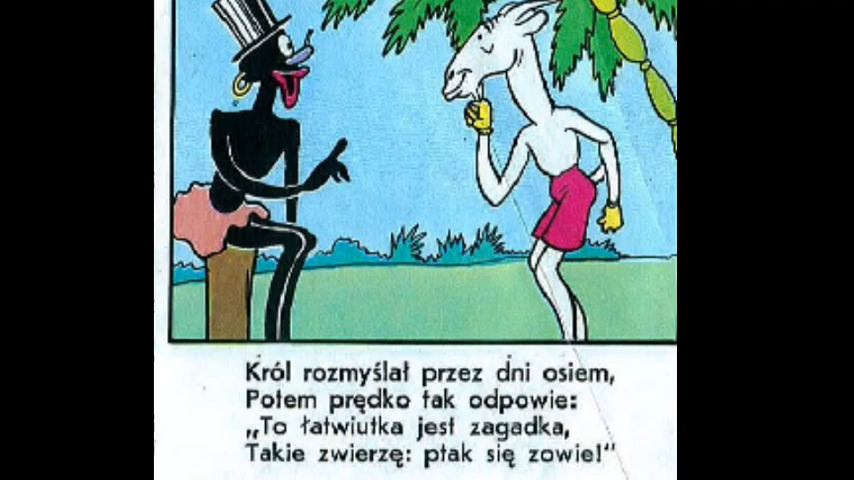 Król rozmyślał przez dni osiem,
Potem prędko tak odpowie:
„To łatwiutka jest zagadka,
Takie zwierzę: ptak się zowie!"